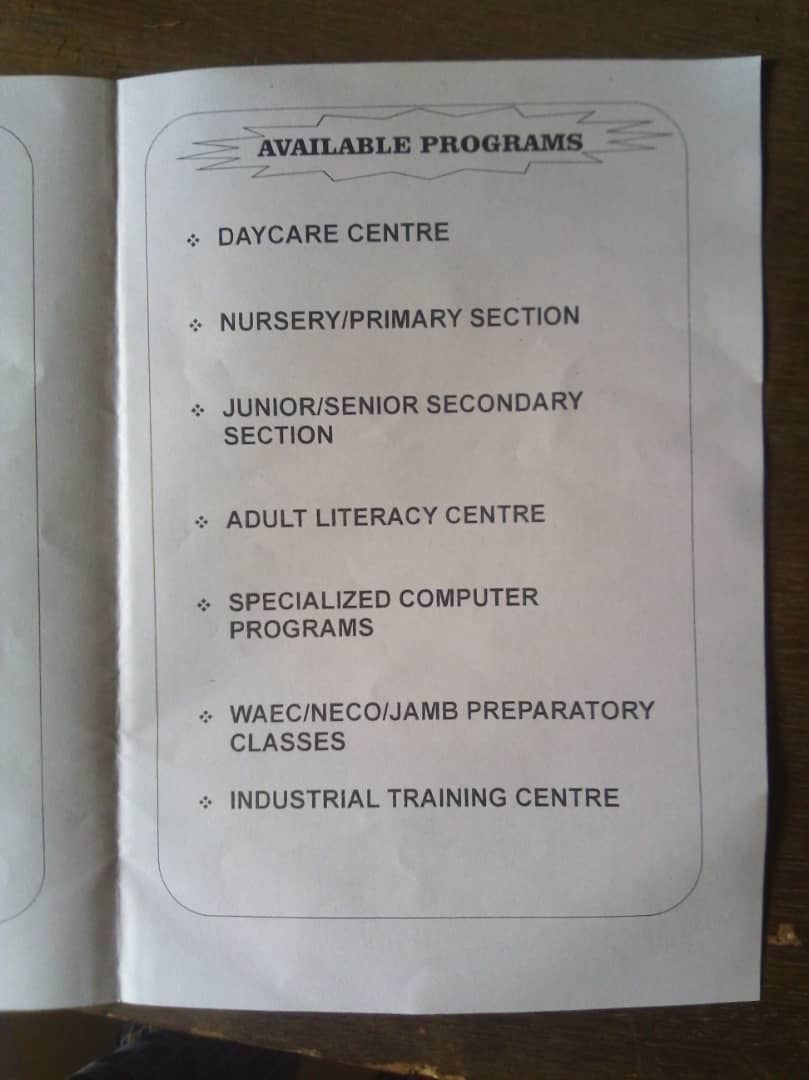 AVAILABLE PROGRAMS
DAYCARE CENTRE
NURSERY/PRIMARY SECTION
JUNIOR/SENIOR SECONDARY
SECTION
ADULT LITERACY CENTRE
SPECIALIZED COMPUTER
PROGRAMS
WAEC/NECO/JAMB PREPARATORY
CLASSES
INDUSTRIAL TRAINING CENTRE